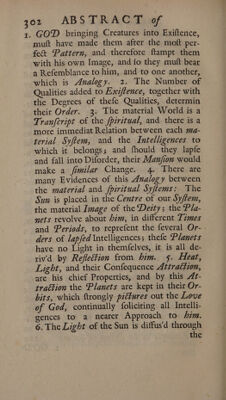 302 ABSTRACT of
1. GOD bringing Creatures into Existence,
must have made them after the most per-
fect Pattern, and therefore stampt them
with his own Image, and so they must bear
a Resemblance to him, and to one another,
which is Analogy. 2. The Number of
Qualities added to Existence, together with
the Degrees of these Qualities, determin
their Order. 3. The material World is a
Transcript of the spiritual, and there is a
more immediat Relation between each ma-
terial System, and the Intelligences to
which it belongs; and should they lapse
and fall into Disorder, their Mansion would
make a similar Change. 4. There are
many Evidences of this Analogy between
the material and spiritual Systems: The
Sun is placed in the Centre of our System,
the material Image of the Deity; the Pla-
nets revolve about him, in different Times
and Periods, to represent the several Or-
ders of lapsed Intelligences; these Planets
have no Light in themselves, it is all de-
riv'd by Reflection from him. 5. Heat,
Light, and their Consequence Attraction,
are his chief Properties, and by this At-
traction the Planets are kept in their Or-
bits, which strongly pictures out the Love
of God, continually soliciting all Intelli-
gences to a nearer Approach to him.
6. The Light of the Sun is diffus'd through
the